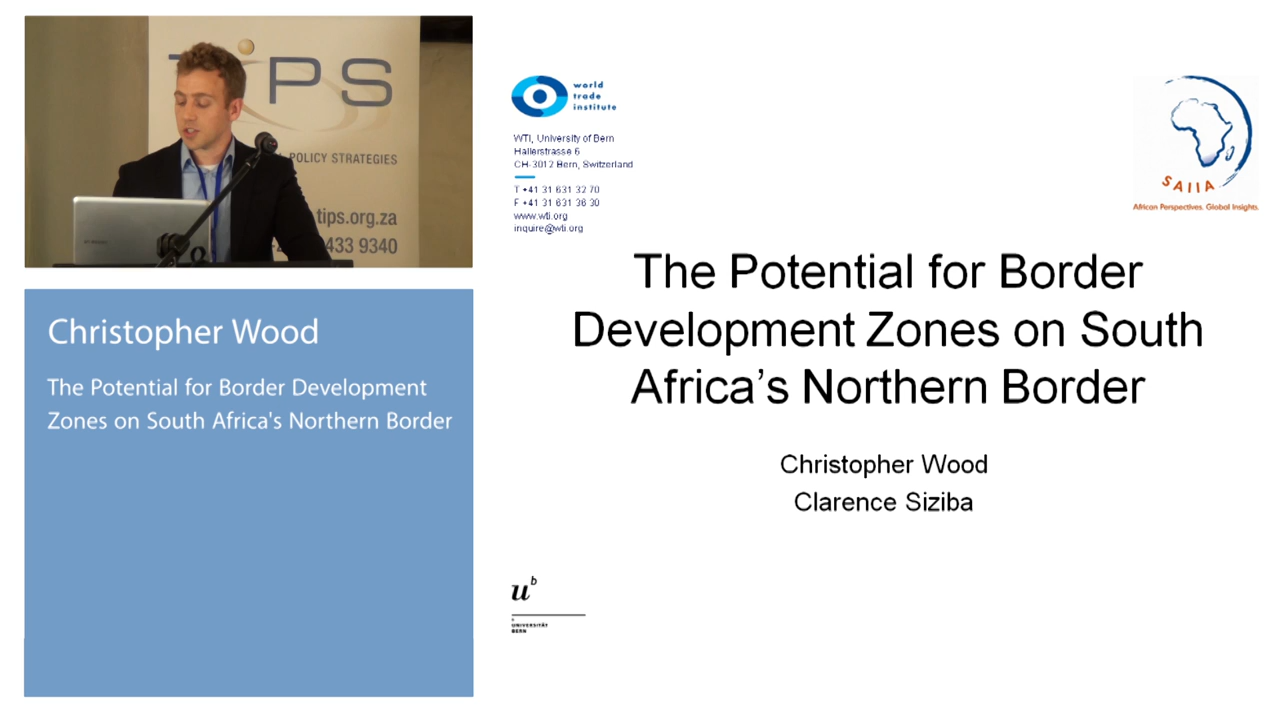 TiPS
POLICY STRATEGIES
tips.org.za
433 9340
Christopher Wood
The Potential for Border Development
Zones on South Africa's Northern Border
world
trade
institute
WTI, University of Bern
Hallerstrasse 6
CH-3012 Bern, Switzerland
T +41 31 631 32 70
F +41 31 631 36 30
www.wti.org
inquire@wti.org
SAIIA
African Perspectives. Global Insights.
The Potential for Border
Development Zones on South
Africa's Northern Border
Christopher Wood
Clarence Siziba
u b
UNIVERSITÄT
BERN